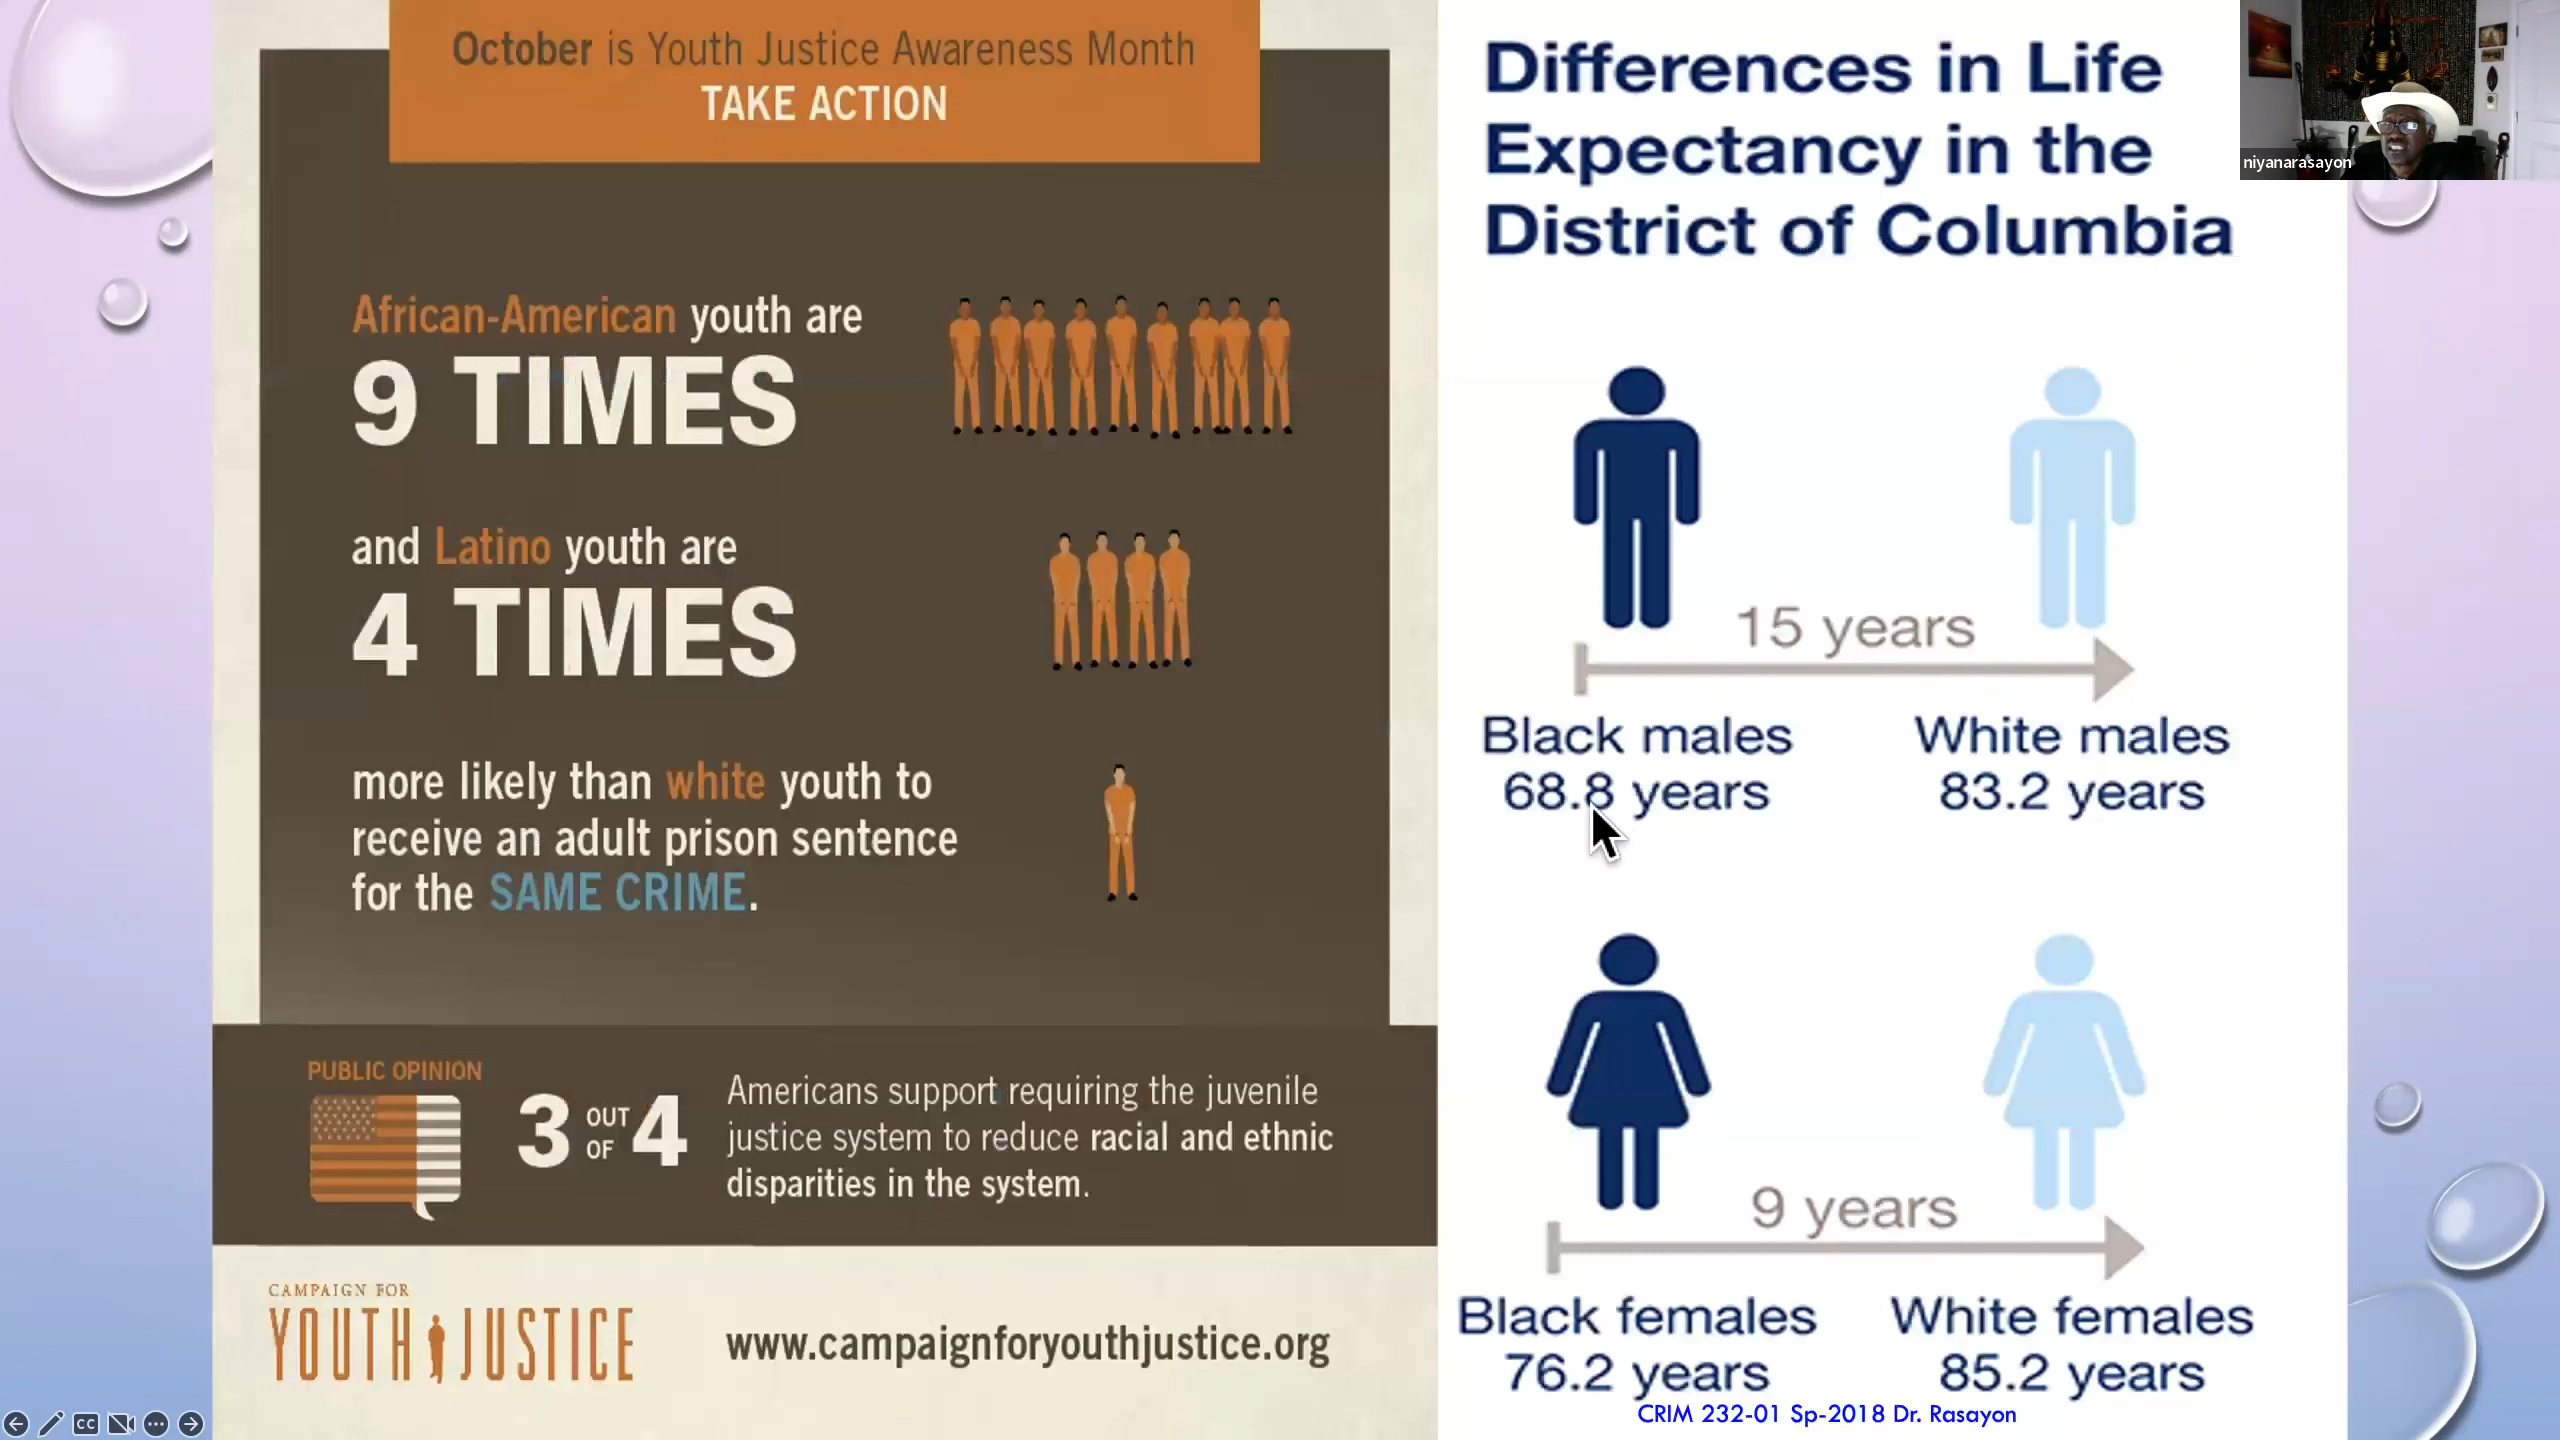 October is Youth Justice Awareness Month
TAKE ACTION
African-American youth are
9 TIMES
and Latino youth are
4 TIMES
more likely than white youth to
receive an adult prison sentence
for the SAME CRIME.
PUBLIC OPINION
3 OUT OF 4
Americans support requiring the juvenile
justice system to reduce racial and ethnic
disparities in the system.
CAMPAIGN FOR
YOUTH JUSTICE
www.campaignforyouthjustice.org
Differences in Life
Expectancy in the
District of Columbia
15 years
Black males White males
68.8 years 83.2 years
9 years
Black females White females
76.2 years 85.2 years
CRIM 232-01 Sp-2018 Dr. Rasayon
niyanarasayon
CC